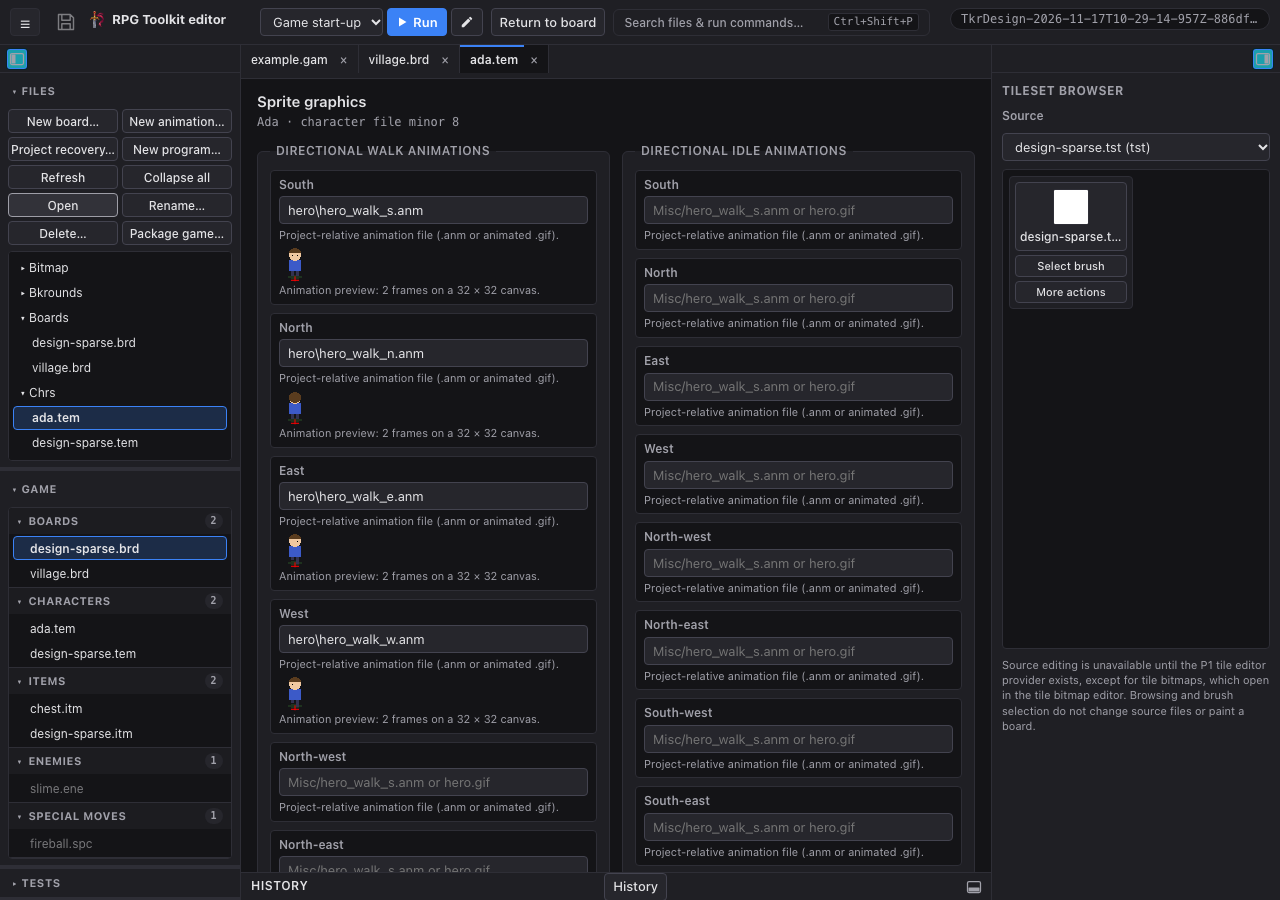 RPG Toolkit editor
Game start-up
Run
Return to board
Search files & run commands...
Ctrl+Shift+P
TkrDesign-2026-11-17T10-29-14-957Z-886df…
FILES
New board...
New animation...
Project recovery...
New program...
Refresh
Collapse all
Open
Rename...
Delete...
Package game...
Bitmap
Bkrounds
Boards
design-sparse.brd
village.brd
Chrs
ada.tem
design-sparse.tem
GAME
BOARDS 2
design-sparse.brd
village.brd
CHARACTERS 2
ada.tem
design-sparse.tem
ITEMS 2
chest.itm
design-sparse.itm
ENEMIES 1
slime.ene
SPECIAL MOVES 1
fireball.spc
TESTS
example.gam ×
village.brd ×
ada.tem ×
Sprite graphics
Ada · character file minor 8
DIRECTIONAL WALK ANIMATIONS
South
hero\hero_walk_s.anm
Project-relative animation file (.anm or animated .gif).
Animation preview: 2 frames on a 32 × 32 canvas.
North
hero\hero_walk_n.anm
Project-relative animation file (.anm or animated .gif).
Animation preview: 2 frames on a 32 × 32 canvas.
East
hero\hero_walk_e.anm
Project-relative animation file (.anm or animated .gif).
Animation preview: 2 frames on a 32 × 32 canvas.
West
hero\hero_walk_w.anm
Project-relative animation file (.anm or animated .gif).
Animation preview: 2 frames on a 32 × 32 canvas.
North-west
Misc/hero_walk_s.anm or hero.gif
Project-relative animation file (.anm or animated .gif).
North-east
Misc/hero_walk_s.anm or hero.gif
DIRECTIONAL IDLE ANIMATIONS
South
Misc/hero_walk_s.anm or hero.gif
Project-relative animation file (.anm or animated .gif).
North
Misc/hero_walk_s.anm or hero.gif
Project-relative animation file (.anm or animated .gif).
East
Misc/hero_walk_s.anm or hero.gif
Project-relative animation file (.anm or animated .gif).
West
Misc/hero_walk_s.anm or hero.gif
Project-relative animation file (.anm or animated .gif).
North-west
Misc/hero_walk_s.anm or hero.gif
Project-relative animation file (.anm or animated .gif).
North-east
Misc/hero_walk_s.anm or hero.gif
Project-relative animation file (.anm or animated .gif).
South-west
Misc/hero_walk_s.anm or hero.gif
Project-relative animation file (.anm or animated .gif).
South-east
Misc/hero_walk_s.anm or hero.gif
Project-relative animation file (.anm or animated .gif).
HISTORY
History
TILESET BROWSER
Source
design-sparse.tst (tst)
design-sparse.t...
Select brush
More actions
Source editing is unavailable until the P1 tile editor
provider exists, except for tile bitmaps, which open
in the tile bitmap editor. Browsing and brush
selection do not change source files or paint a
board.